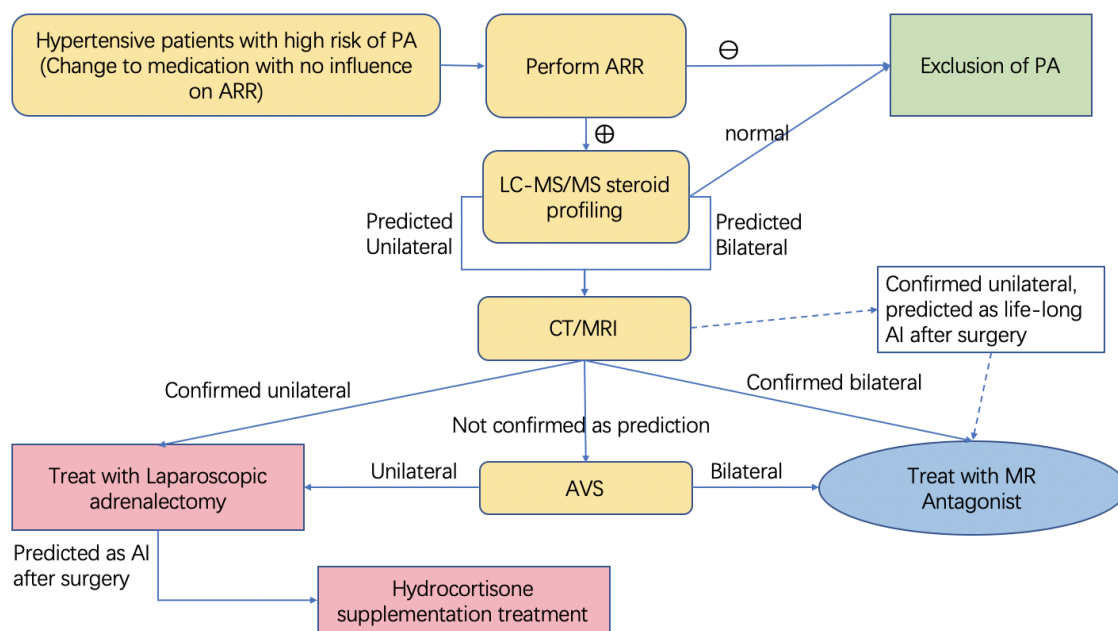 Hypertensive patients with high risk of PA
(Change to medication with no influence
on ARR)
Perform ARR
⊖
Exclusion of PA
⊕
normal
LC-MS/MS steroid
profiling
Predicted
Unilateral
Predicted
Bilateral
CT/MRI
Confirmed unilateral,
predicted as life-long
AI after surgery
Confirmed unilateral
Not confirmed as prediction
Confirmed bilateral
Treat with Laparoscopic
adrenalectomy
Unilateral
AVS
Bilateral
Treat with MR
Antagonist
Predicted as AI
after surgery
Hydrocortisone
supplementation treatment